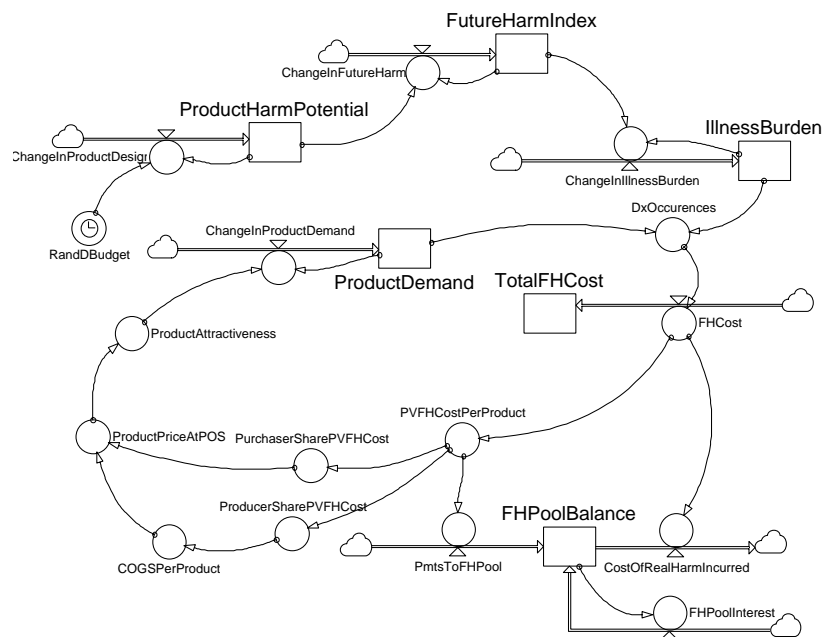 FutureHarmIndex
ChangeInFutureHarm
ProductHarmPotential
IllnessBurden
ChangeInProductDesign
ChangeInIllnessBurden
DxOccurences
ChangeInProductDemand
RandDBudget
ProductDemand
TotalFHCost
FHCost
ProductAttractiveness
PVFHCostPerProduct
ProductPriceAtPOS
PurchaserSharePVFHCost
ProducerSharePVFHCost
FHPoolBalance
COGSPerProduct
PmtsToFHPool
CostOfRealHarmIncurred
FHPoolInterest